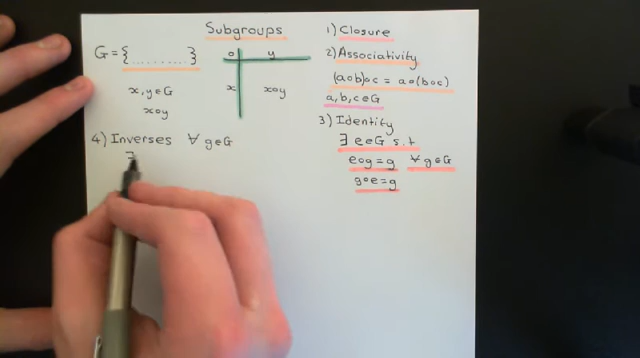 Subgroups
G = {.........}
x, y ∈ G
x∘y
∘ y
x x∘y
4) Inverses ∀ g∈G
∃
1) Closure
2) Associativity
(a∘b)∘c = a∘(b∘c)
a,b,c∈G
3) Identity
∃ e∈G s.t
e∘g = g ∀ g∈G
g∘e = g